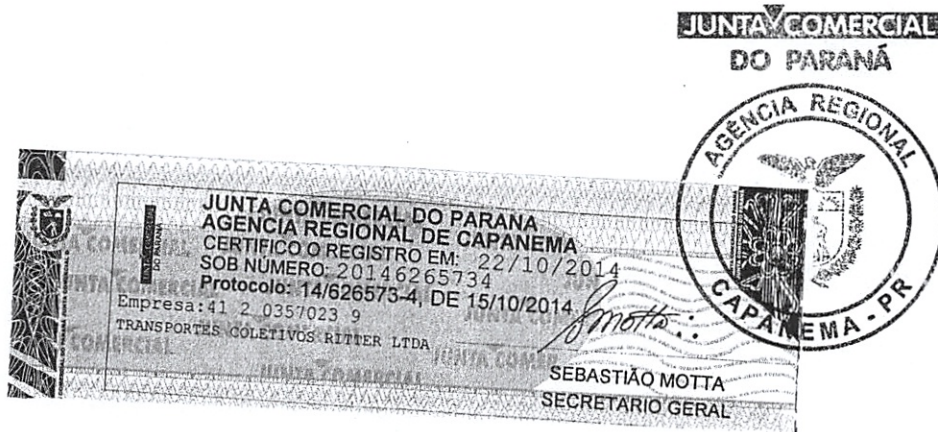 JUNTA COMERCIAL
DO PARANÁ
AGÊNCIA REGIONAL
CAPANEMA - PR
JUNTA COMERCIAL DO PARANA
AGENCIA REGIONAL DE CAPANEMA
CERTIFICO O REGISTRO EM: 22/10/2014
SOB NÚMERO: 20146265734
Protocolo: 14/626573-4, DE 15/10/2014
Empresa:41 2 0357023 9
TRANSPORTES COLETIVOS RITTER LTDA
SEBASTIÃO MOTTA
SECRETARIO GERAL